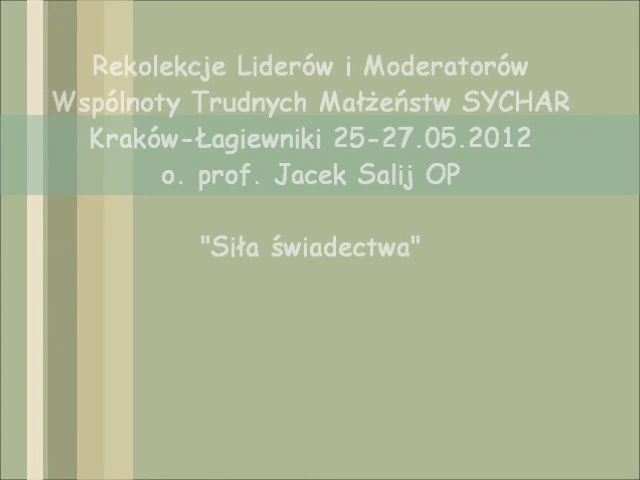 Rekolekcje Liderów i Moderatorów
Wspólnoty Trudnych Małżeństw SYCHAR
Kraków-Łagiewniki 25-27.05.2012
o. prof. Jacek Salij OP
"Siła świadectwa"